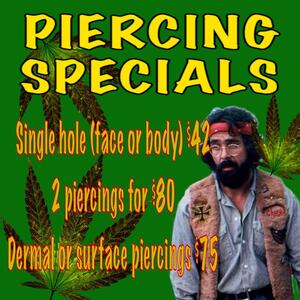 PIERCING
SPECIALS
Single hole (face or body) $42
2 piercings for $80
Dermal or surface piercings $75